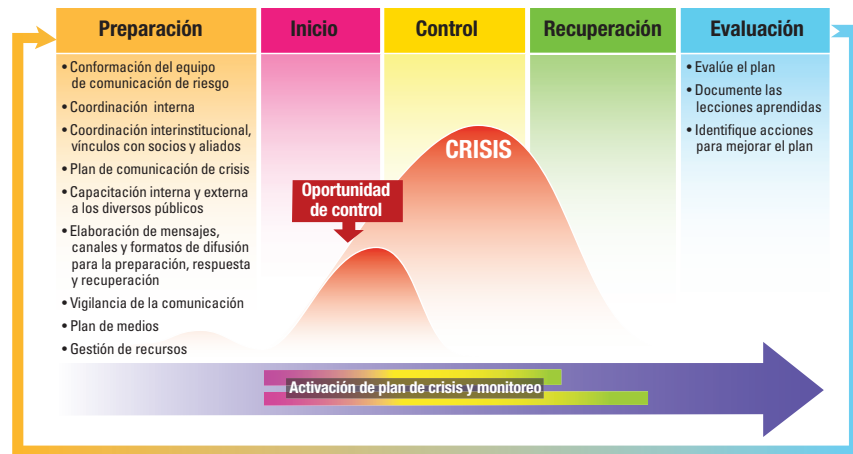 Preparación
Inicio
Control
Recuperación
Evaluación
• Conformación del equipo
de comunicación de riesgo
• Coordinación interna
• Coordinación interinstitucional,
vínculos con socios y aliados
• Plan de comunicación de crisis
• Capacitación interna y externa
a los diversos públicos
• Elaboración de mensajes,
canales y formatos de difusión
para la preparación, respuesta
y recuperación
• Vigilancia de la comunicación
• Plan de medios
• Gestión de recursos
Oportunidad
de control
CRISIS
• Evalúe el plan
• Documente las
lecciones aprendidas
• Identifique acciones
para mejorar el plan
Activación de plan de crisis y monitoreo